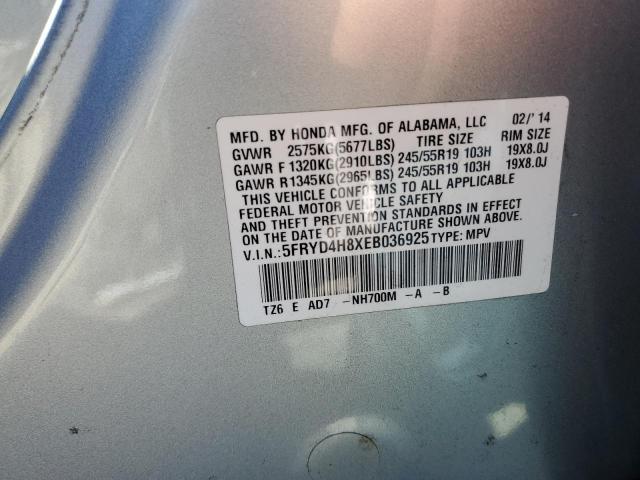 MFD. BY HONDA MFG. OF ALABAMA, LLC 02/'14
GVWR 2575KG(5677LBS) TIRE SIZE RIM SIZE
GAWR F 1320KG(2910LBS) 245/55R19 103H 19X8.0J
GAWR R 1345KG(2965LBS) 245/55R19 103H 19X8.0J
THIS VEHICLE CONFORMS TO ALL APPLICABLE
FEDERAL MOTOR VEHICLE SAFETY
AND THEFT PREVENTION STANDARDS IN EFFECT
ON THE DATE OF MANUFACTURE SHOWN ABOVE.
V.I.N.: 5FRYD4H8XEB036925 TYPE: MPV
TZ6 E AD7 -NH700M -A -B